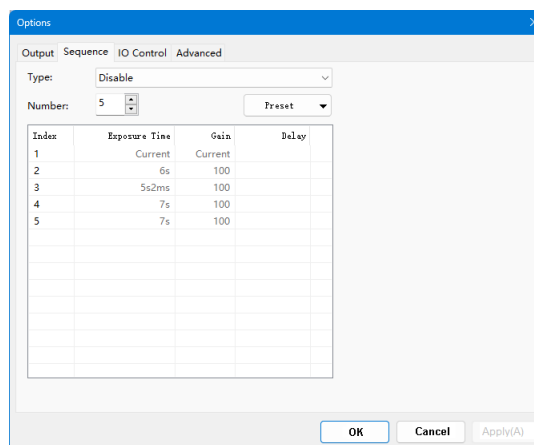 Options
Output Sequence IO Control Advanced
Type: Disable
Number: 5 Preset
Index Exposure Time Gain Delay
1 Current Current
2 6s 100
3 5s2ms 100
4 7s 100
5 7s 100
OK Cancel Apply(A)